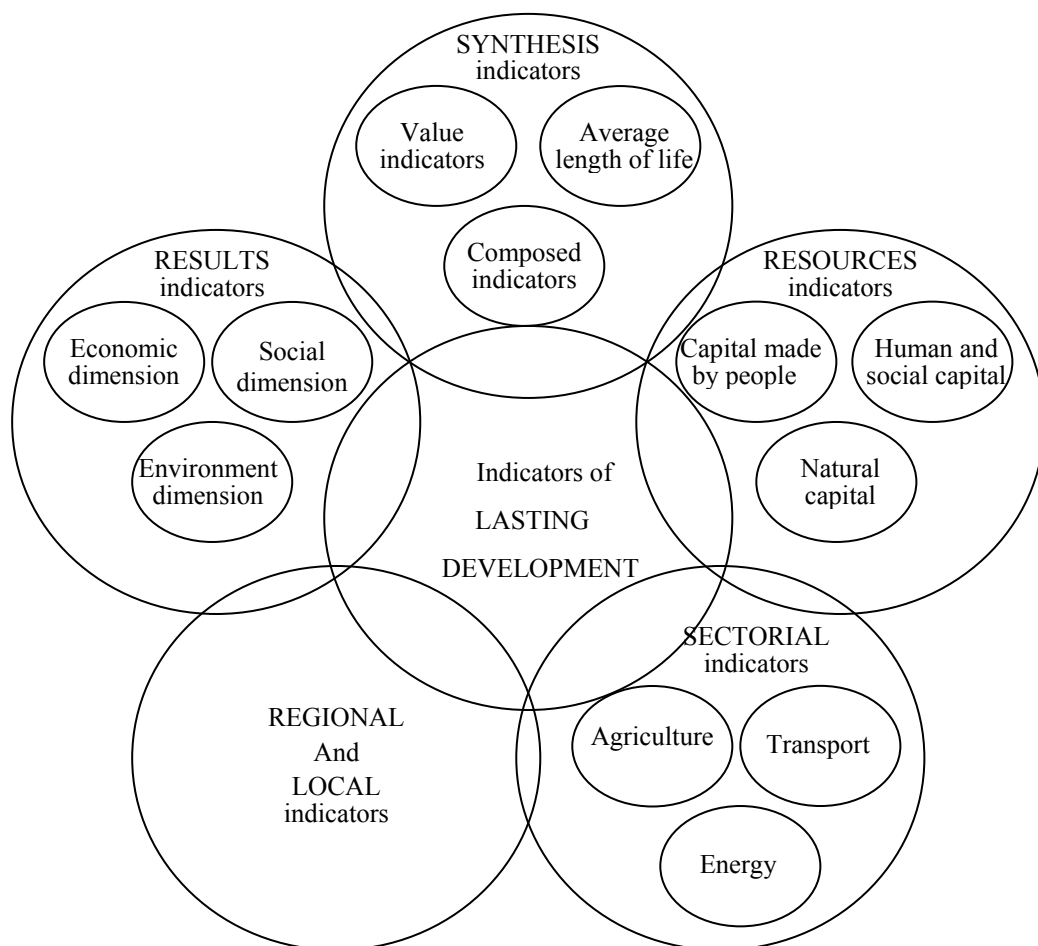 SYNTHESIS
indicators
Value
indicators
Average
length of life
Composed
indicators
RESULTS
indicators
Economic
dimension
Social
dimension
Environment
dimension
RESOURCES
indicators
Capital made
by people
Human and
social capital
Natural
capital
Indicators of
LASTING
DEVELOPMENT
REGIONAL
And
LOCAL
indicators
SECTORIAL
indicators
Agriculture
Transport
Energy